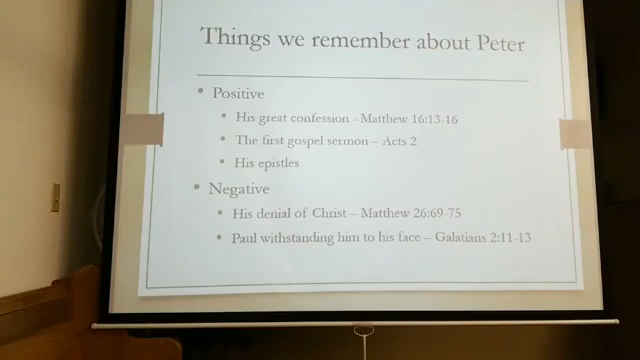 Things we remember about Peter
• Positive
• His great confession - Matthew 16:13-16
• The first gospel sermon – Acts 2
• His epistles
• Negative
• His denial of Christ – Matthew 26:69-75
• Paul withstanding him to his face – Galatians 2:11-13